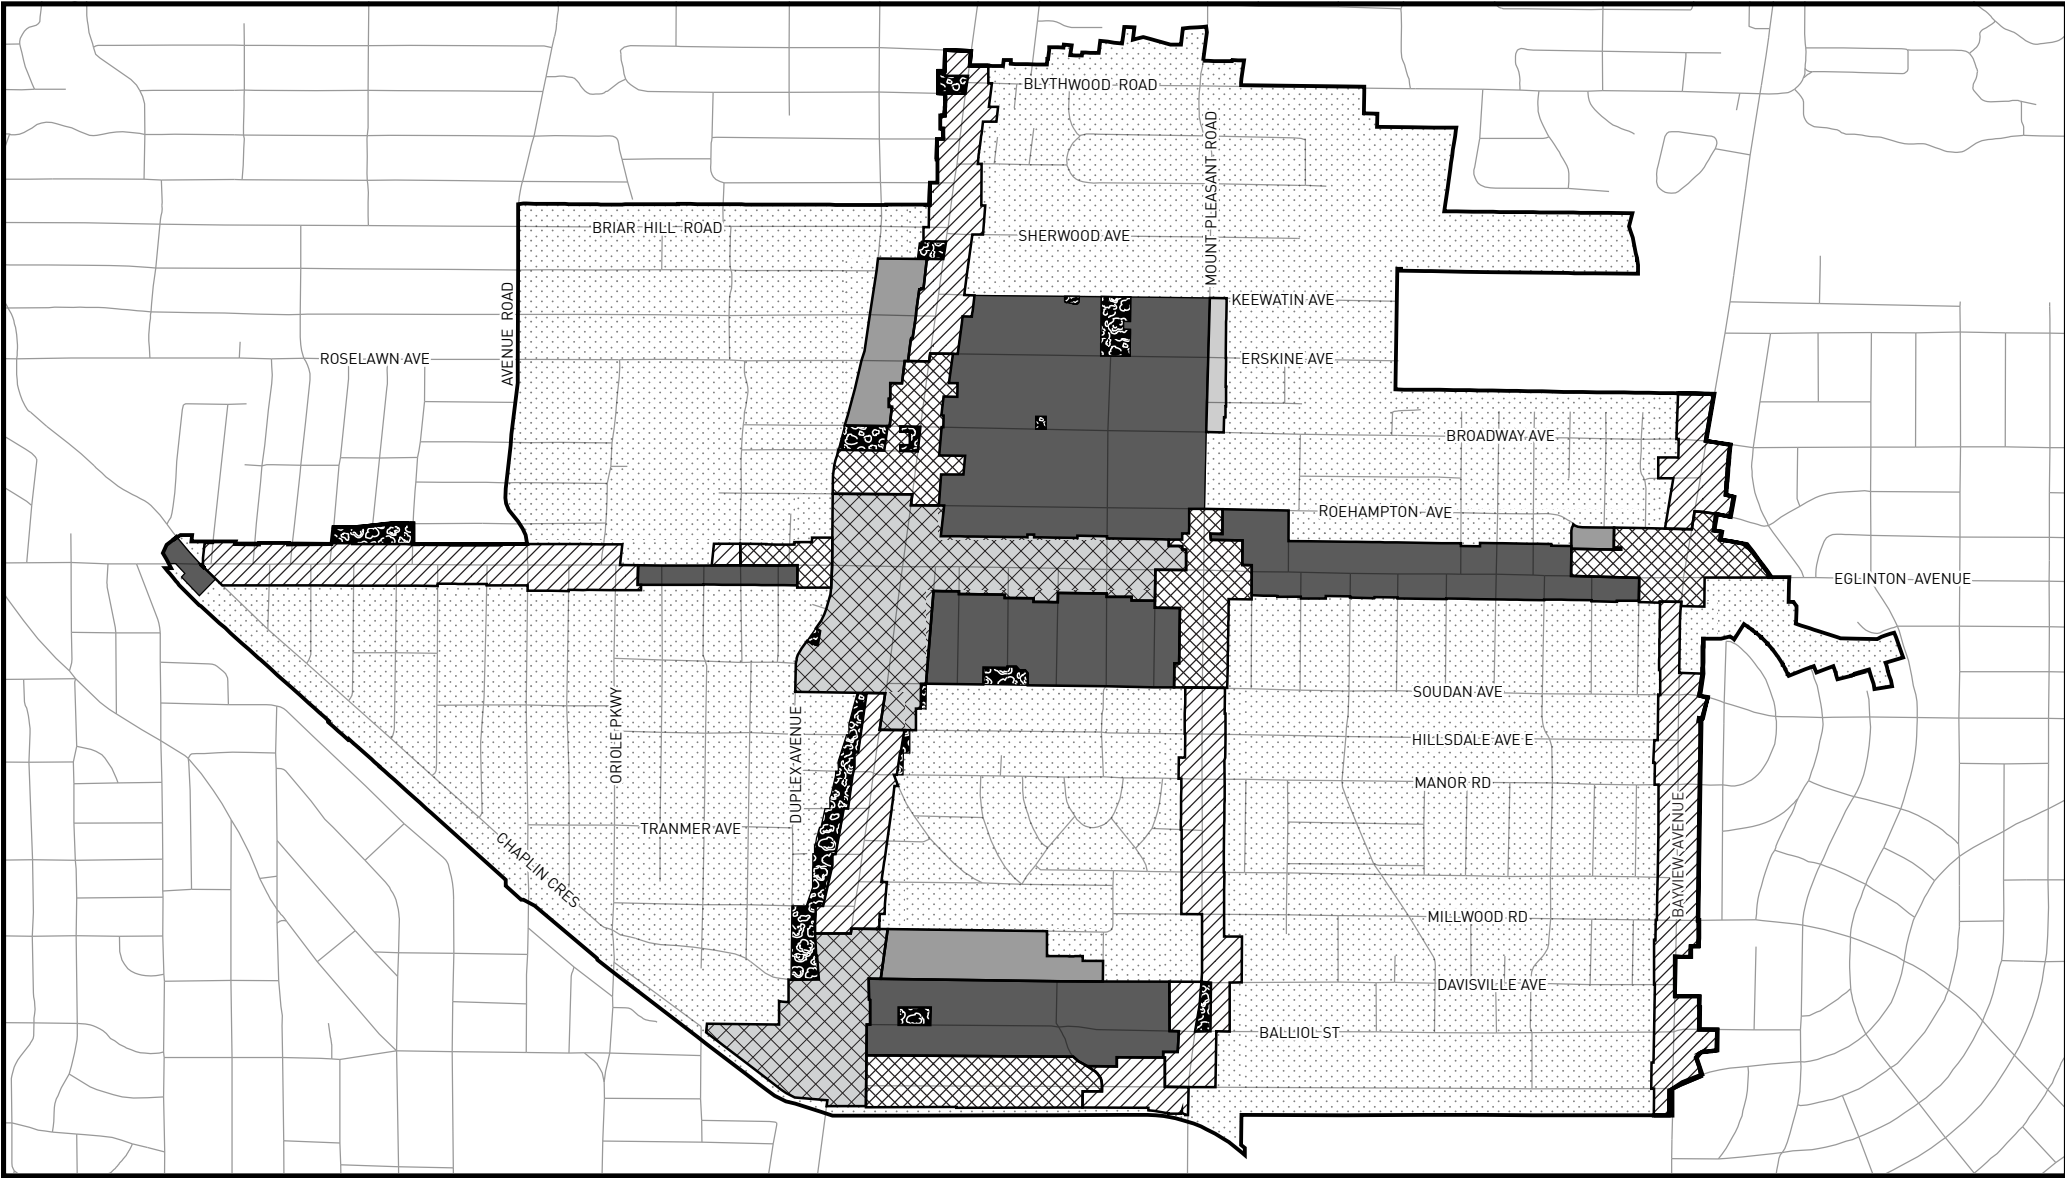 BLYTHWOOD ROAD
MOUNT PLEASANT ROAD
BRIAR HILL ROAD
SHERWOOD AVE
AVENUE ROAD
KEEWATIN AVE
ROSELAWN AVE
ERSKINE AVE
BROADWAY AVE
ROEHAMPTON AVE
EGLINTON AVENUE
ORIOLE PKWY
DUPLEX AVENUE
SOUDAN AVE
HILLSDALE AVE E
MANOR RD
BAYVIEW AVENUE
TRANMER AVE
CHAPLIN CRES
MILLWOOD RD
DAVISVILLE AVE
BALLIOL ST